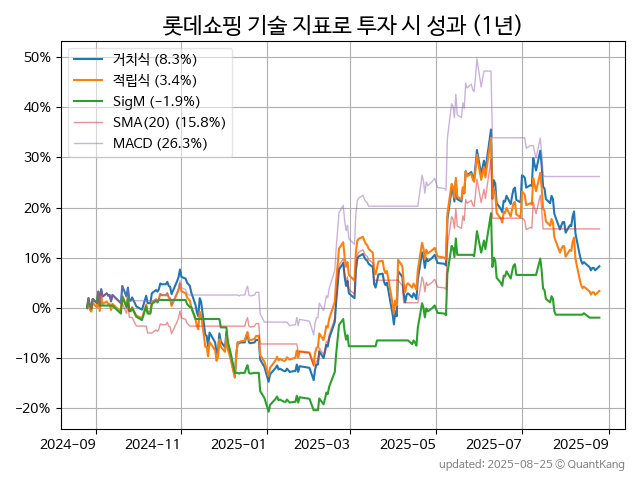 롯데쇼핑 기술 지표로 투자 시 성과 (1년)
거치식 (8.3%)
적립식 (3.4%)
SigM (−1.9%)
SMA(20) (15.8%)
MACD (26.3%)
50%
40%
30%
20%
10%
0%
−10%
−20%
2024-09 2024-11 2025-01 2025-03 2025-05 2025-07 2025-09
updated: 2025-08-25 © QuantKang